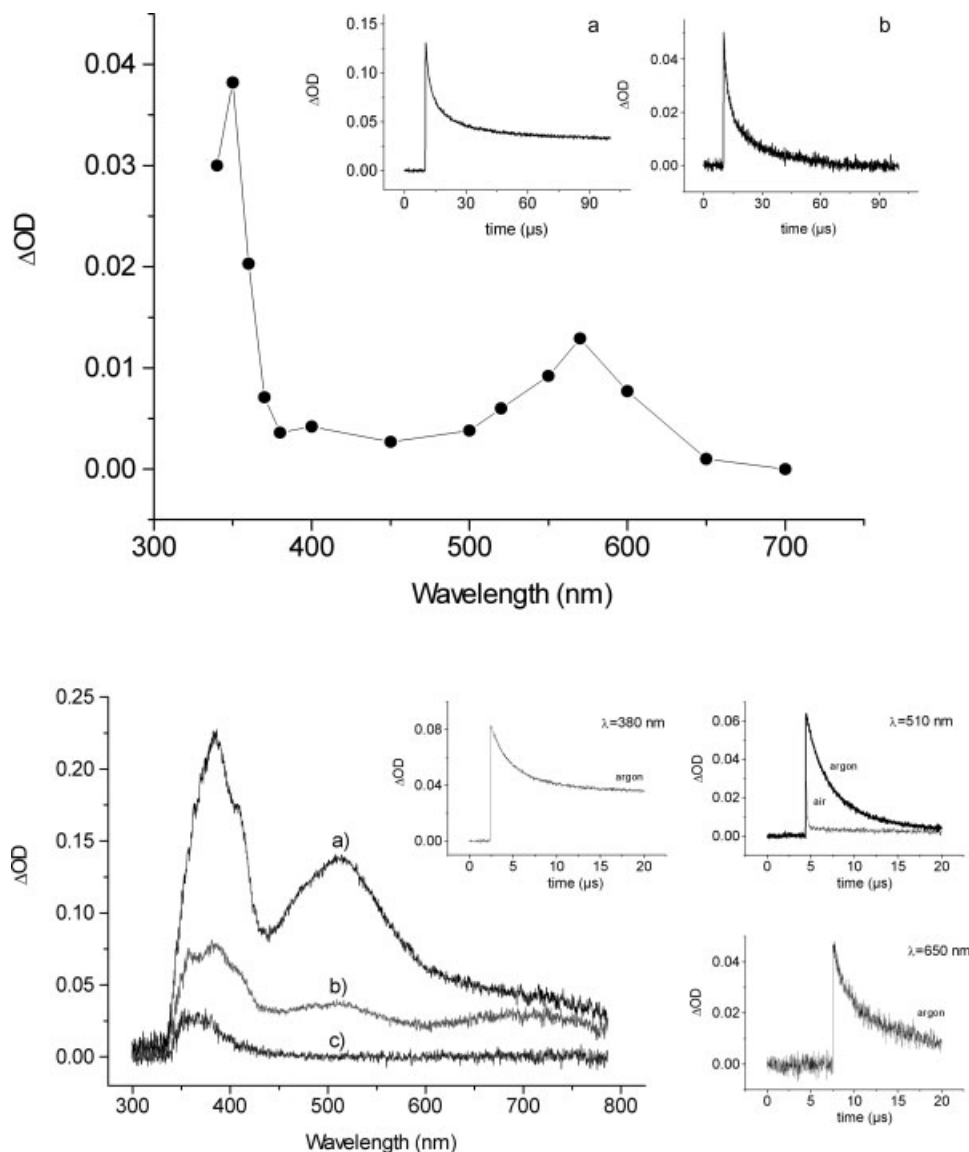 a
b
0.15
0.10
0.05
0.00
ΔOD
0 30 60 90
time (µs)
0.04
0.02
0.00
ΔOD
0 30 60 90
time (µs)
0.04
0.03
0.02
0.01
0.00
ΔOD
300 400 500 600 700
Wavelength (nm)
0.25
0.20
0.15
0.10
0.05
0.00
ΔOD
a)
b)
c)
300 400 500 600 700 800
Wavelength (nm)
λ=380 nm
0.08
0.04
0.00
ΔOD
argon
0 5 10 15 20
time (µs)
λ=510 nm
0.06
0.04
0.02
0.00
ΔOD
argon
air
0 5 10 15 20
time (µs)
λ=650 nm
0.04
0.02
0.00
ΔOD
argon
0 5 10 15 20
time (µs)